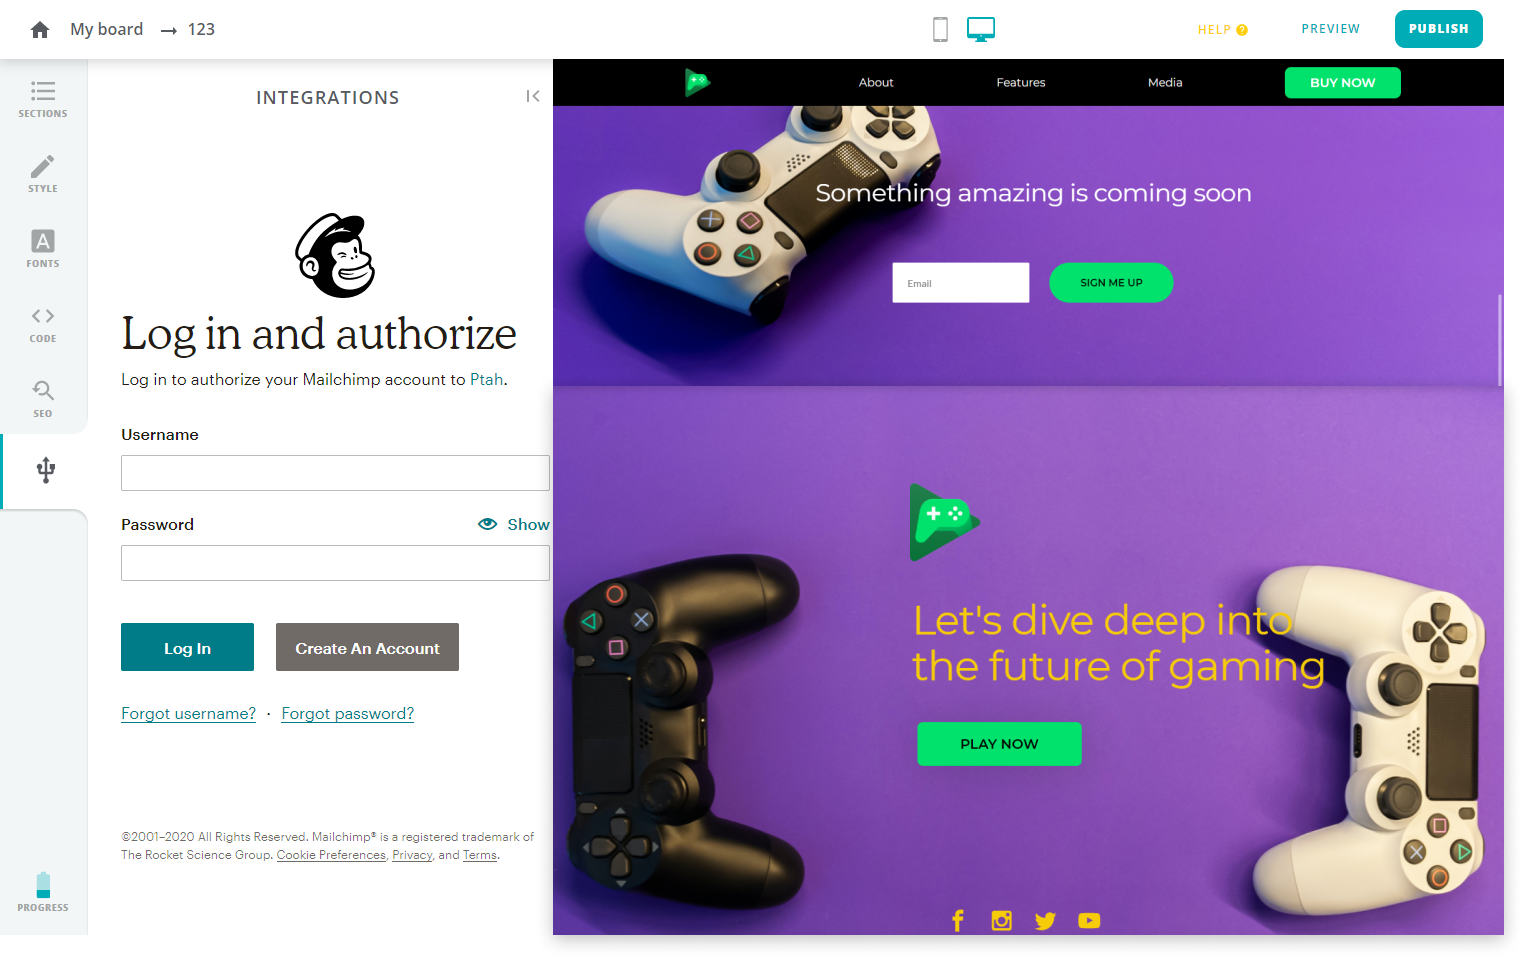 My board → 123
HELP ?
PREVIEW
PUBLISH
SECTIONS
STYLE
A
FONTS
CODE
SEO
PROGRESS
INTEGRATIONS
Log in and authorize
Log in to authorize your Mailchimp account to Ptah.
Username
Password
Show
Log In
Create An Account
Forgot username? · Forgot password?
©2001–2020 All Rights Reserved. Mailchimp® is a registered trademark of
The Rocket Science Group. Cookie Preferences, Privacy, and Terms.
About
Features
Media
BUY NOW
Something amazing is coming soon
Email
SIGN ME UP
Let's dive deep into
the future of gaming
PLAY NOW